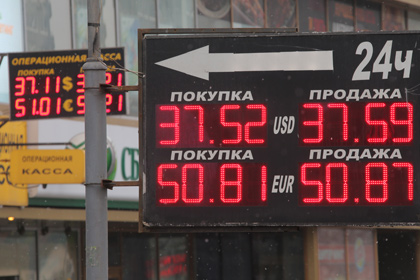 ОПЕРАЦИОННАЯ КАССА
ПОКУПКА
37.11 $
51.01 €
ОПЕРАЦИОННАЯ
КАССА
24ч
ПОКУПКА ПРОДАЖА
37.52 USD 37.59
ПОКУПКА ПРОДАЖА
50.81 EUR 50.87